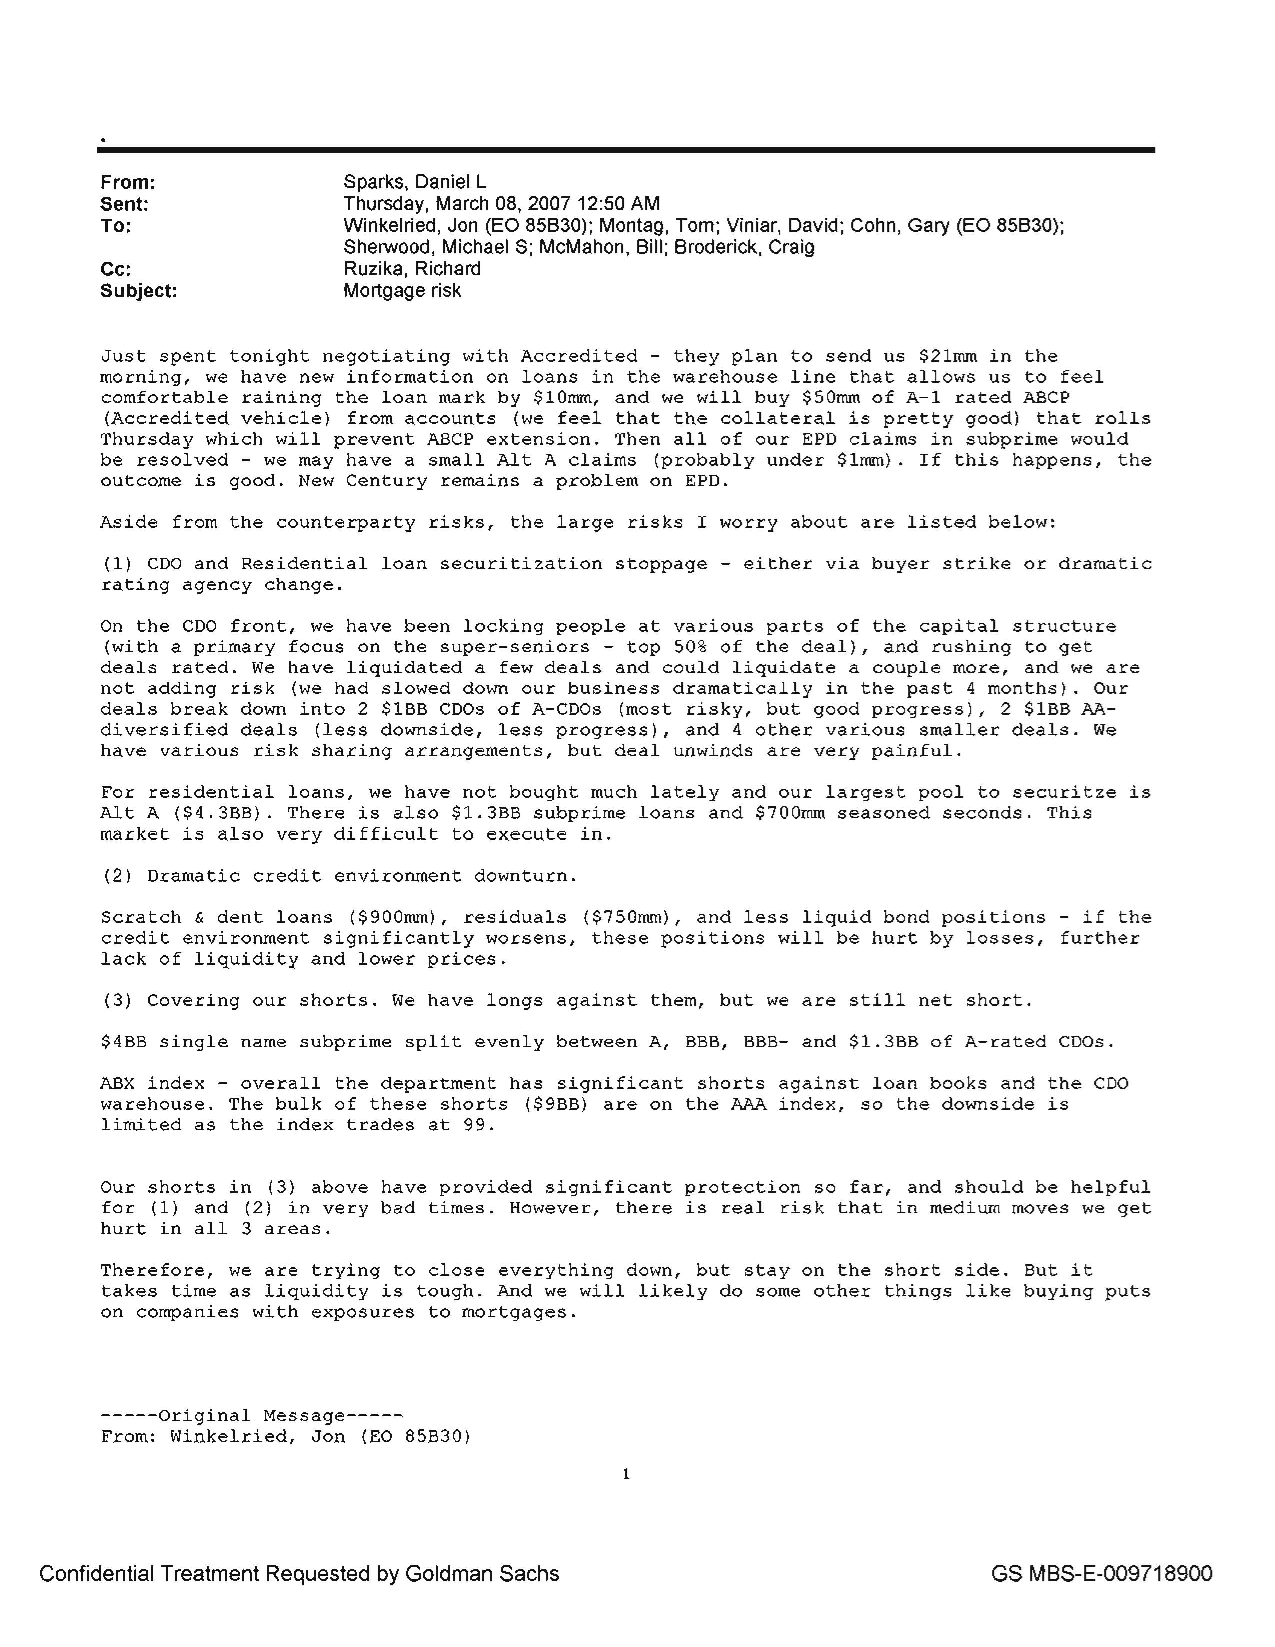 From: Sparks, Daniel L
Sent: Thursday, March 08, 2007 12:50 AM
To: Winkelried, Jon (EO 85B30); Montag, Tom; Viniar, David; Cohn, Gary (EO 85B30);
Sherwood, Michael S; McMahon, Bill; Broderick, Craig
Cc: Ruzika, Richard
Subject: Mortgage risk
Just spent tonight negotiating with Accredited - they plan to send us $21mm in the
morning, we have new information on loans in the warehouse line that allows us to feel
comfortable raining the loan mark by $10mm, and we will buy $50mm of A-1 rated ABCP
(Accredited vehicle) from accounts (we feel that the collateral is pretty good) that rolls
Thursday which will prevent ABCP extension. Then all of our EPD claims in subprime would
be resolved - we may have a small Alt A claims (probably under $1mm). If this happens, the
outcome is good. New Century remains a problem on EPD.
Aside from the counterparty risks, the large risks I worry about are listed below:
(1) CDO and Residential loan securitization stoppage - either via buyer strike or dramatic
rating agency change.
On the CDO front, we have been locking people at various parts of the capital structure
(with a primary focus on the super-seniors - top 50% of the deal), and rushing to get
deals rated. We have liquidated a few deals and could liquidate a couple more, and we are
not adding risk (we had slowed down our business dramatically in the past 4 months). Our
deals break down into 2 $1BB CDOs of A-CDOs (most risky, but good progress), 2 $1BB AA-
diversified deals (less downside, less progress), and 4 other various smaller deals. We
have various risk sharing arrangements, but deal unwinds are very painful.
For residential loans, we have not bought much lately and our largest pool to securitze is
Alt A ($4.3BB). There is also $1.3BB subprime loans and $700mm seasoned seconds. This
market is also very difficult to execute in.
(2) Dramatic credit environment downturn.
Scratch & dent loans ($900mm), residuals ($750mm), and less liquid bond positions - if the
credit environment significantly worsens, these positions will be hurt by losses, further
lack of liquidity and lower prices.
(3) Covering our shorts. We have longs against them, but we are still net short.
$4BB single name subprime split evenly between A, BBB, BBB- and $1.3BB of A-rated CDOs.
ABX index - overall the department has significant shorts against loan books and the CDO
warehouse. The bulk of these shorts ($9BB) are on the AAA index, so the downside is
limited as the index trades at 99.
Our shorts in (3) above have provided significant protection so far, and should be helpful
for (1) and (2) in very bad times. However, there is real risk that in medium moves we get
hurt in all 3 areas.
Therefore, we are trying to close everything down, but stay on the short side. But it
takes time as liquidity is tough. And we will likely do some other things like buying puts
on companies with exposures to mortgages.
-----Original Message-----
From: Winkelried, Jon (EO 85B30)
1
Confidential Treatment Requested by Goldman Sachs GS MBS-E-009718900